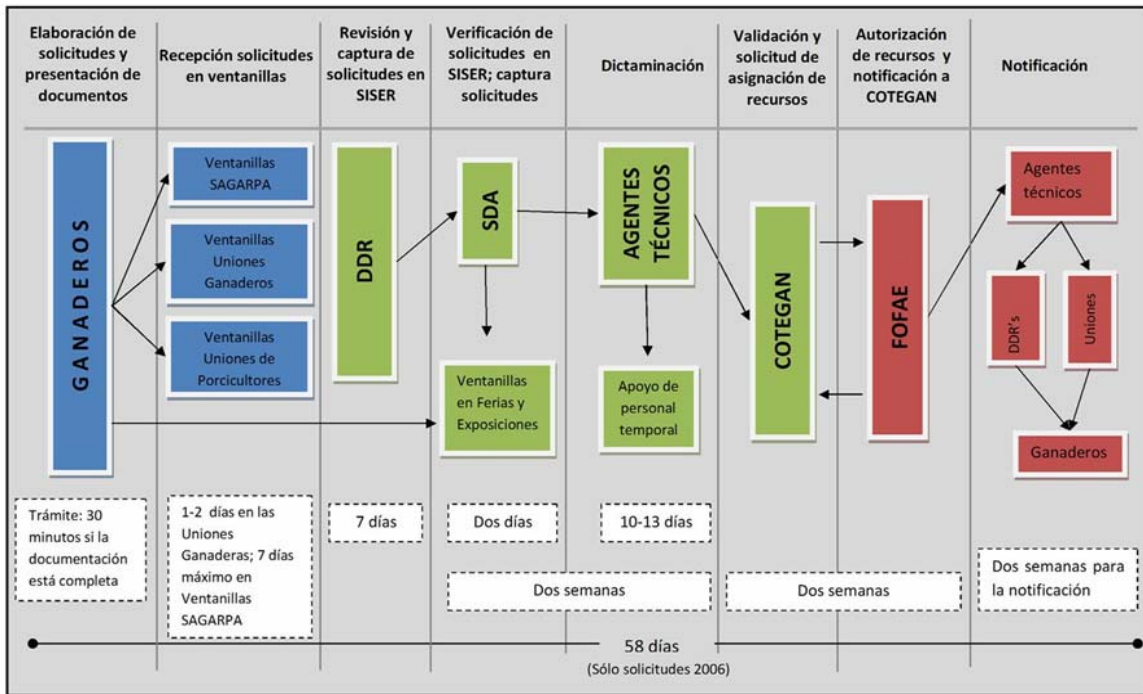 Elaboración de
solicitudes y
presentación de
documentos
Recepción solicitudes
en ventanillas
Revisión y
captura de
solicitudes en
SISER
Verificación de
solicitudes en
SISER; captura
solicitudes
Dictaminación
Validación y
solicitud de
asignación de
recursos
Autorización
de recursos y
notificación a
COTEGAN
Notificación
GANADEROS
Ventanillas
SAGARPA
Ventanillas
Uniones
Ganaderos
Ventanillas
Uniones de
Porcicultores
DDR
SDA
Ventanillas
en Ferias y
Exposiciones
AGENTES
TÉCNICOS
Apoyo de
personal
temporal
COTEGAN
FOFAE
Agentes
técnicos
DDR's
Uniones
Ganaderos
Trámite: 30
minutos si la
documentación
está completa
1-2 días en las
Uniones
Ganaderas; 7 días
máximo en
Ventanillas
SAGARPA
7 días
Dos días
10-13 días
Dos semanas
Dos semanas
Dos semanas para
la notificación
58 días
(Sólo solicitudes 2006)